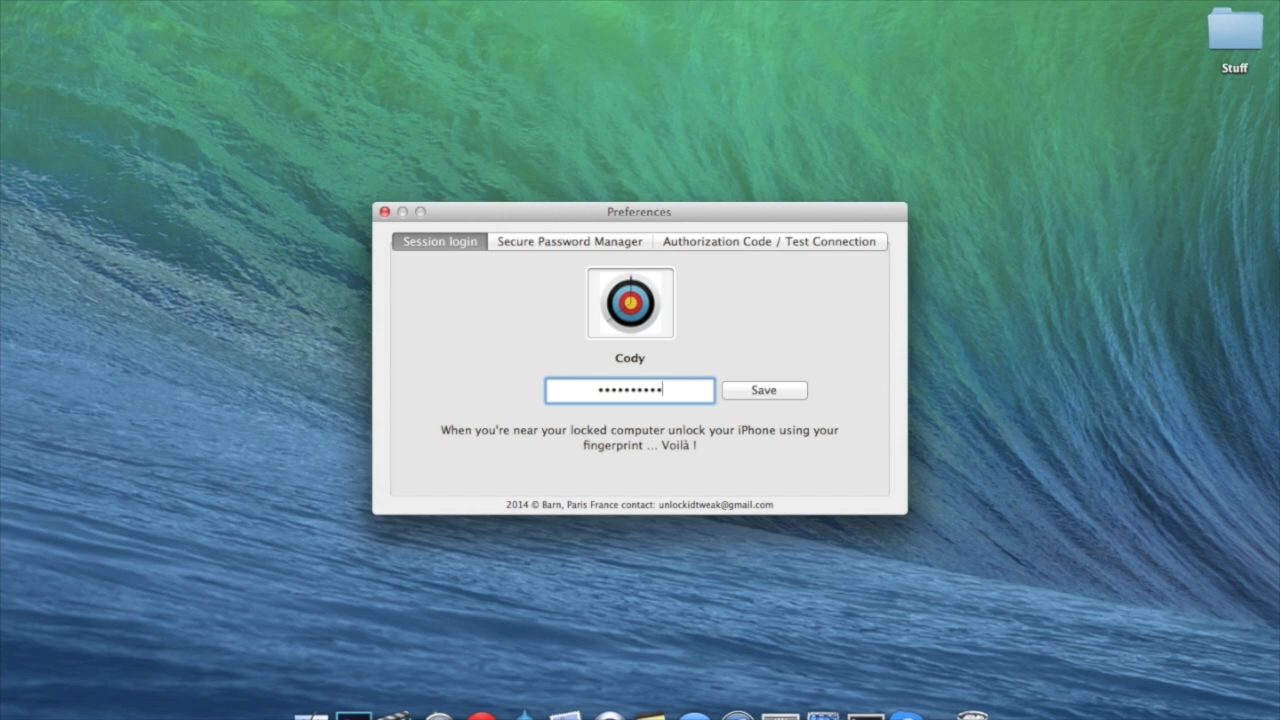 Stuff
Preferences
Session login
Secure Password Manager
Authorization Code / Test Connection
Cody
••••••••••
Save
When you're near your locked computer unlock your iPhone using your
fingerprint ... Voilà !
2014 © Barn, Paris France contact: unlockidtweak@gmail.com